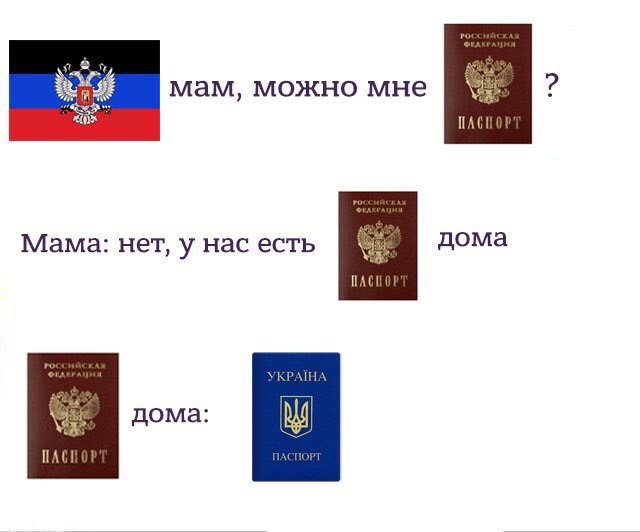 РОССИЙСКАЯ
ФЕДЕРАЦИЯ
ПАСПОРТ
мам, можно мне ?
РОССИЙСКАЯ
ФЕДЕРАЦИЯ
ПАСПОРТ
Мама: нет, у нас есть дома
РОССИЙСКАЯ
ФЕДЕРАЦИЯ
ПАСПОРТ
дома:
УКРАЇНА
ПАСПОРТ